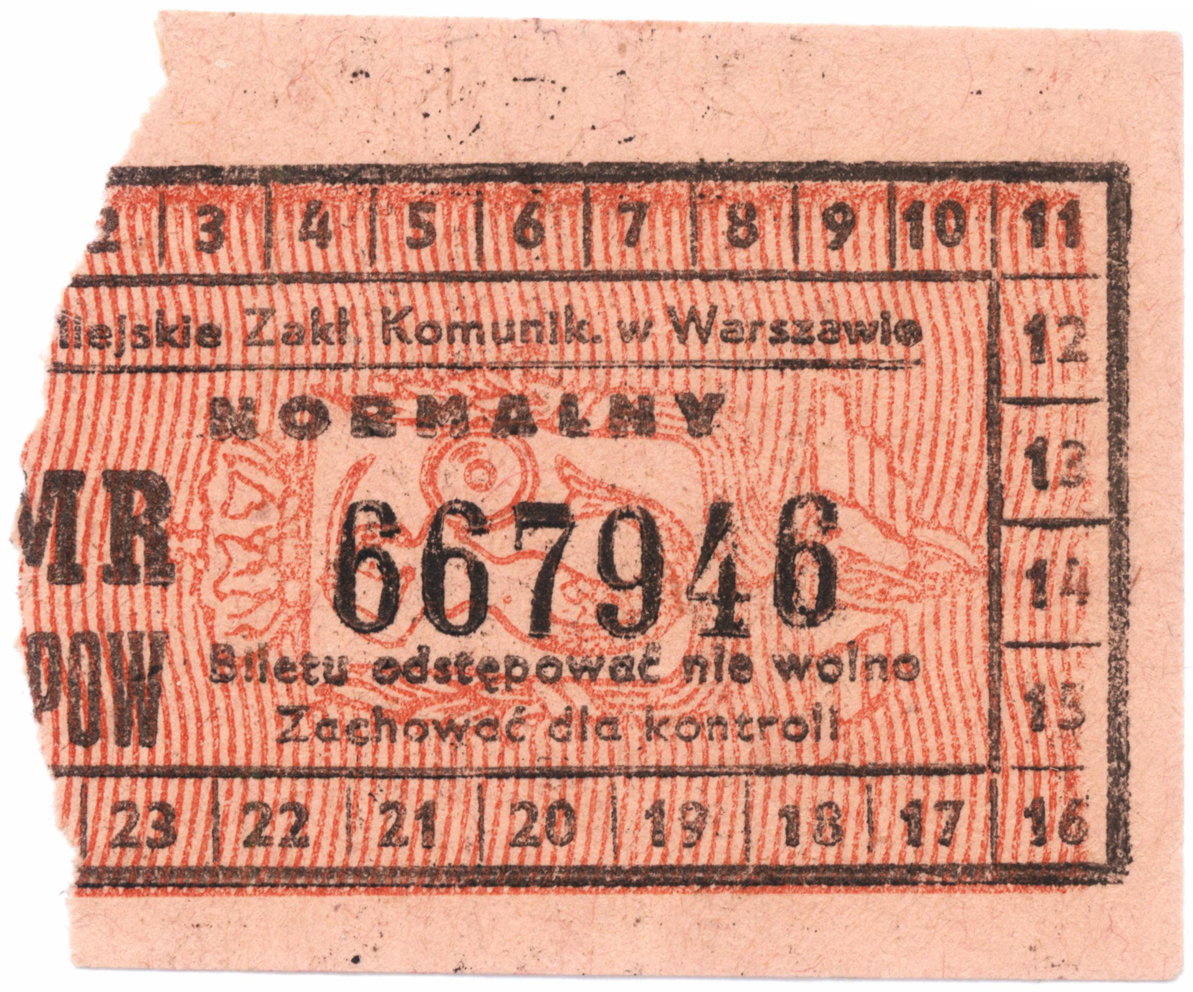 2 3 4 5 6 7 8 9 10 11
iejskie Zakł. Komunik. w Warszawie
12
NORMALNY
13
MR
667946
14
POW
Biletu odstępować nie wolno
Zachować dla kontroli
15
23 22 21 20 19 18 17 16